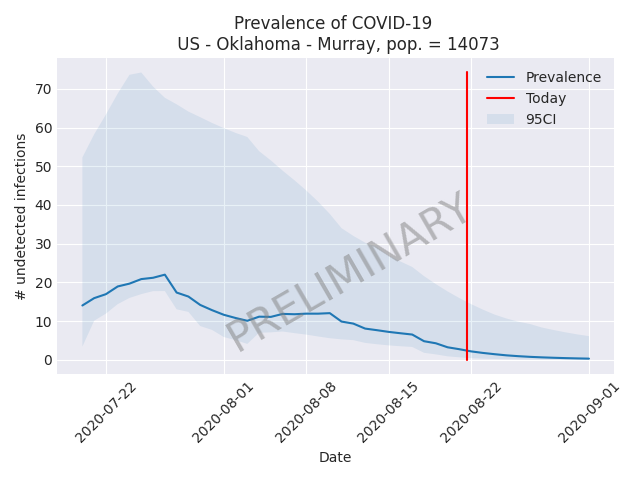 Prevalence of COVID-19
US - Oklahoma - Murray, pop. = 14073
Prevalence
Today
95CI
# undetected infections
70
60
50
40
30
20
10
0
PRELIMINARY
2020-07-22
2020-08-01
2020-08-08
2020-08-15
2020-08-22
2020-09-01
Date